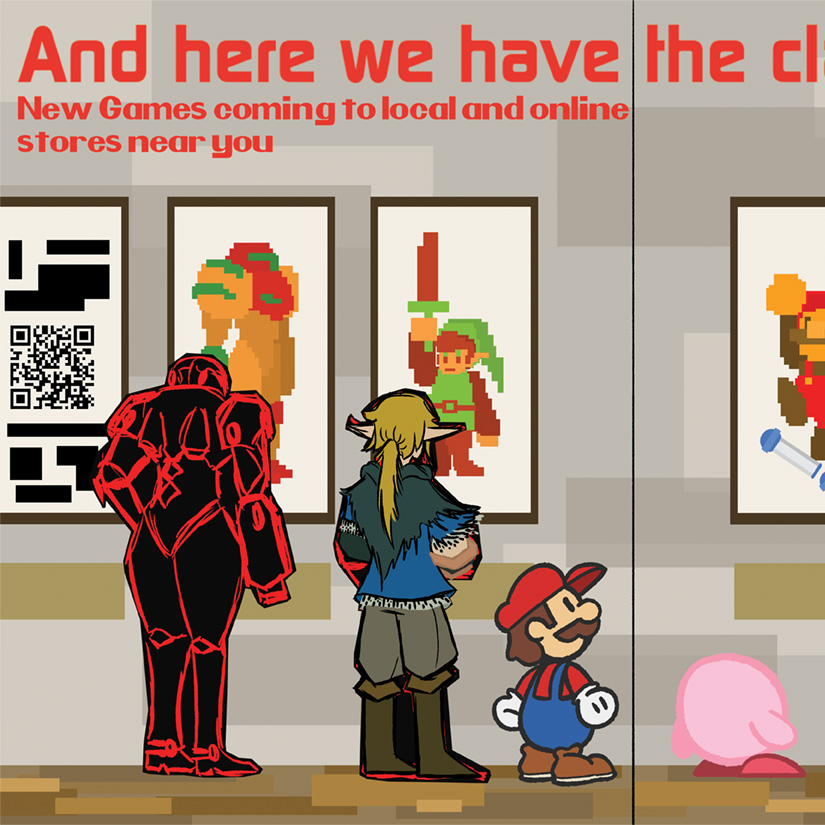 And here we have the cl
New Games coming to local and online
stores near you